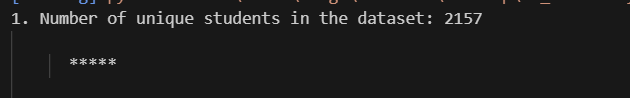 1. Number of unique students in the dataset: 2157
*****